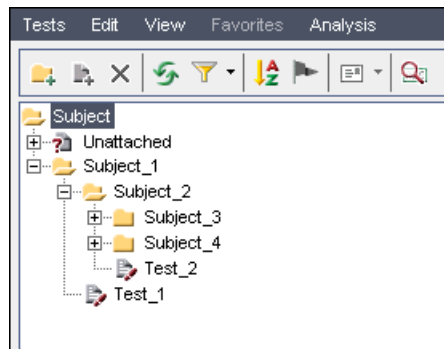 Tests Edit View Favorites Analysis
Subject
Unattached
Subject_1
Subject_2
Subject_3
Subject_4
Test_2
Test_1